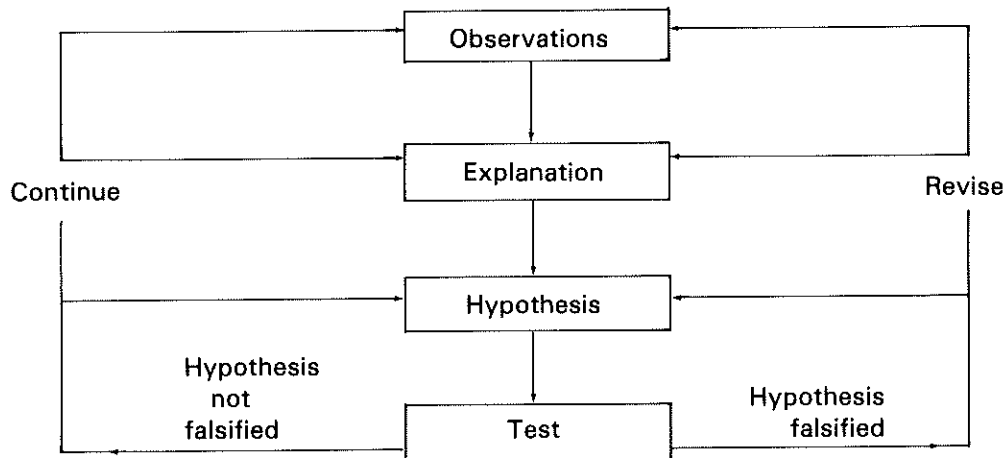 Observations
Explanation
Continue
Revise
Hypothesis
Hypothesis
not
falsified
Test
Hypothesis
falsified